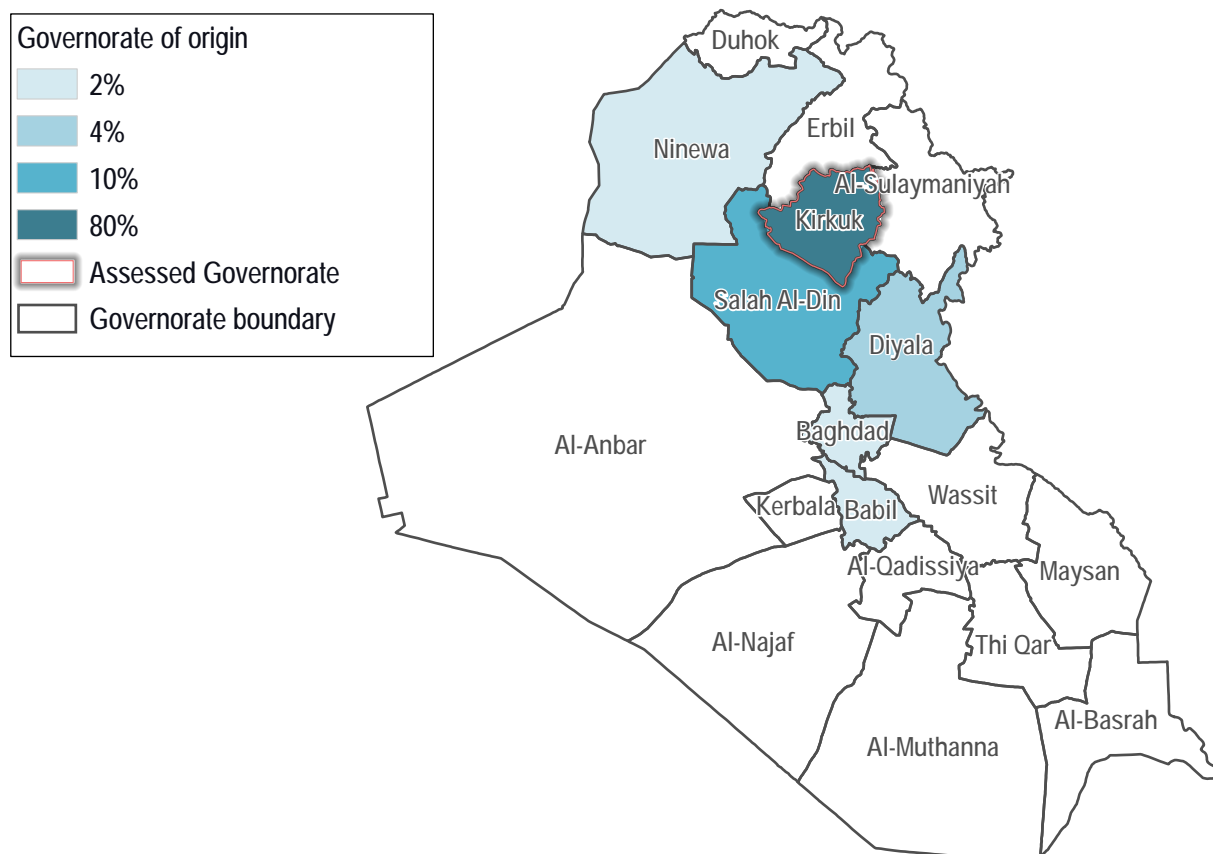 Governorate of origin
2%
4%
10%
80%
Assessed Governorate
Governorate boundary
Duhok
Erbil
Ninewa
Al-Sulaymaniyah
Kirkuk
Salah Al-Din
Diyala
Baghdad
Al-Anbar
Wassit
Kerbala
Babil
Al-Qadissiya
Maysan
Al-Najaf
Thi Qar
Al-Basrah
Al-Muthanna